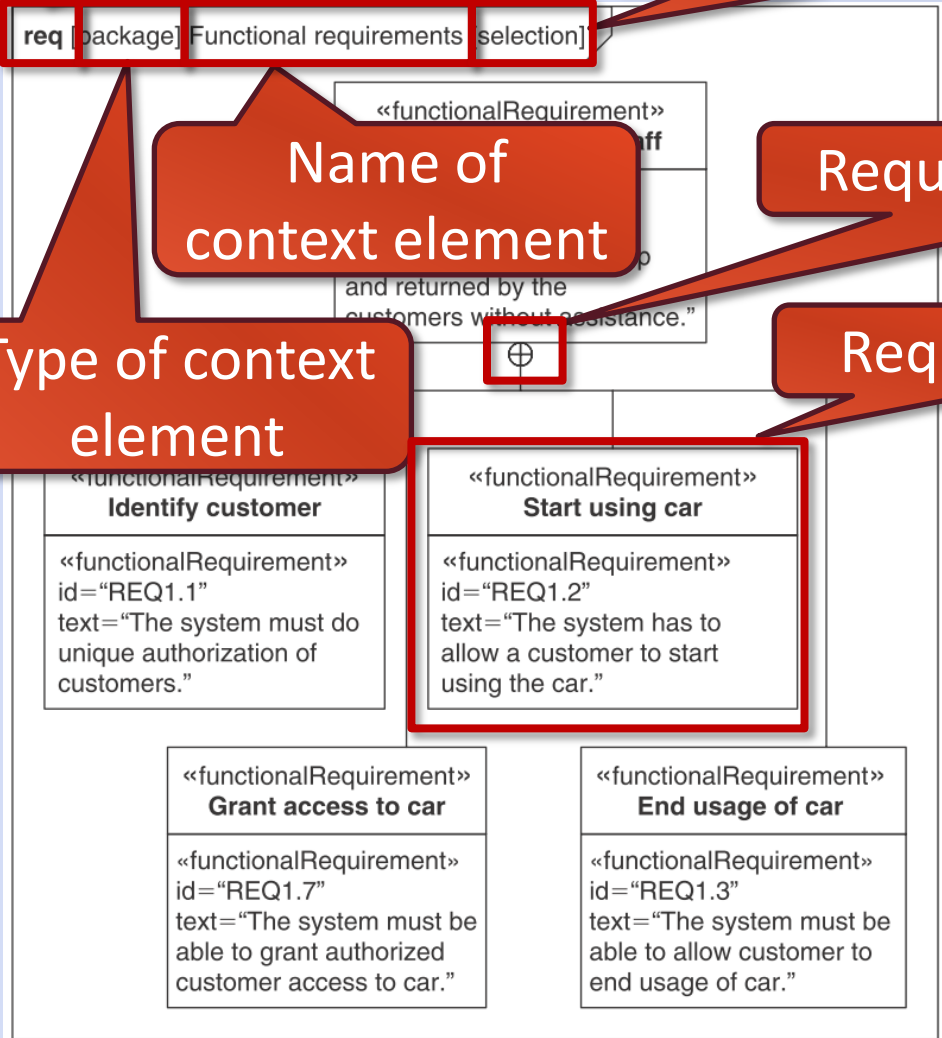 req [package] Functional requirements [selection]
«functionalRequirement»
Name of
context element
and returned by the
customers without assistance.”
Type of context
element
«functionalRequirement»
Identify customer
«functionalRequirement»
id=“REQ1.1”
text=“The system must do
unique authorization of
customers.”
«functionalRequirement»
Start using car
«functionalRequirement»
id=“REQ1.2”
text=“The system has to
allow a customer to start
using the car.”
«functionalRequirement»
Grant access to car
«functionalRequirement»
id=“REQ1.7”
text=“The system must be
able to grant authorized
customer access to car.”
«functionalRequirement»
End usage of car
«functionalRequirement»
id=“REQ1.3”
text=“The system must be
able to allow customer to
end usage of car.”